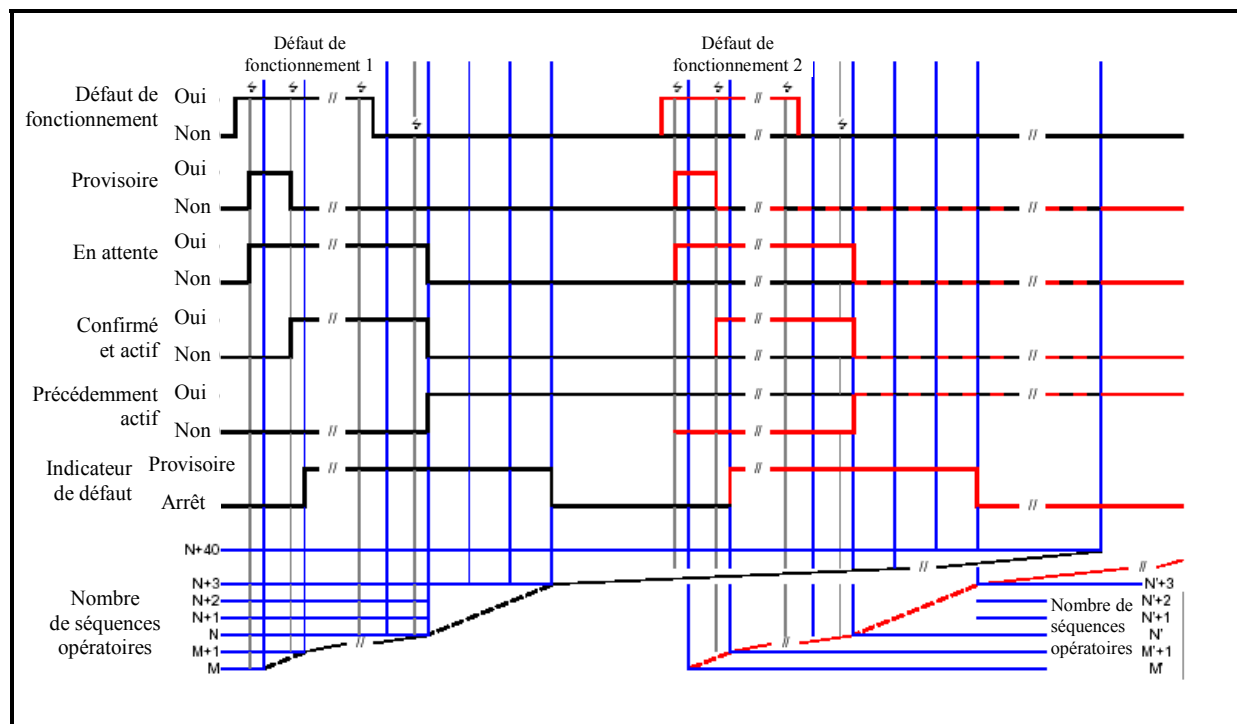 Défaut de
fonctionnement 1
Défaut de
fonctionnement 2
Défaut de
fonctionnement
Oui
Non
Provisoire
Oui
Non
En attente
Oui
Non
Confirmé
et actif
Oui
Non
Précédemment
actif
Oui
Non
Indicateur
de défaut
Provisoire
Arrêt
Nombre
de séquences
opératoires
N+40
N+3
N+2
N+1
N
M+1
M
Nombre de
séquences
opératoires
N'+3
N'+2
N'+1
N'
M'+1
M'